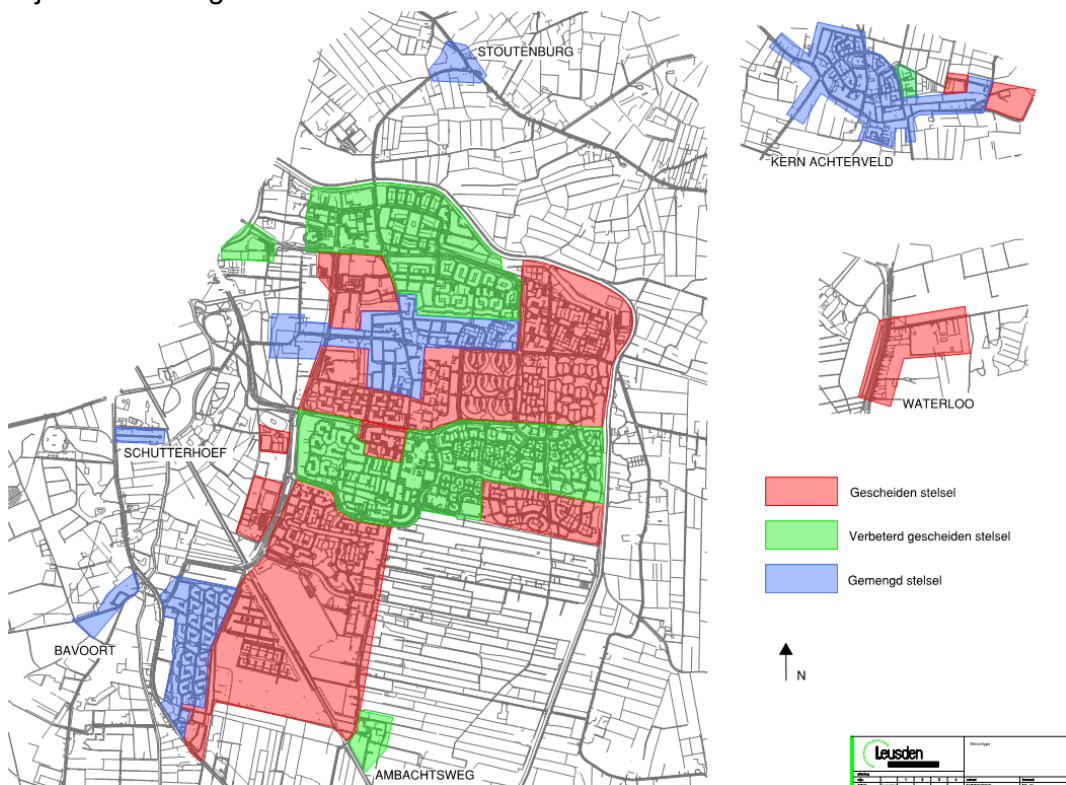 STOUTENBURG
KERN ACHTERVELD
WATERLOO
SCHUTTERHOEF
BAVOORT
AMBACHTSWEG
Gescheiden stelsel
Verbeterd gescheiden stelsel
Gemengd stelsel
N
Leusden